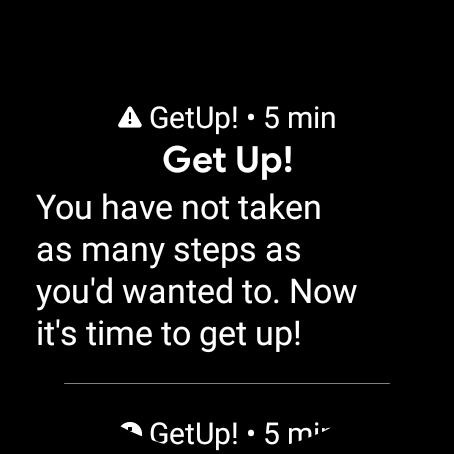 GetUp! • 5 min
Get Up!
You have not taken
as many steps as
you'd wanted to. Now
it's time to get up!
GetUp! • 5 min